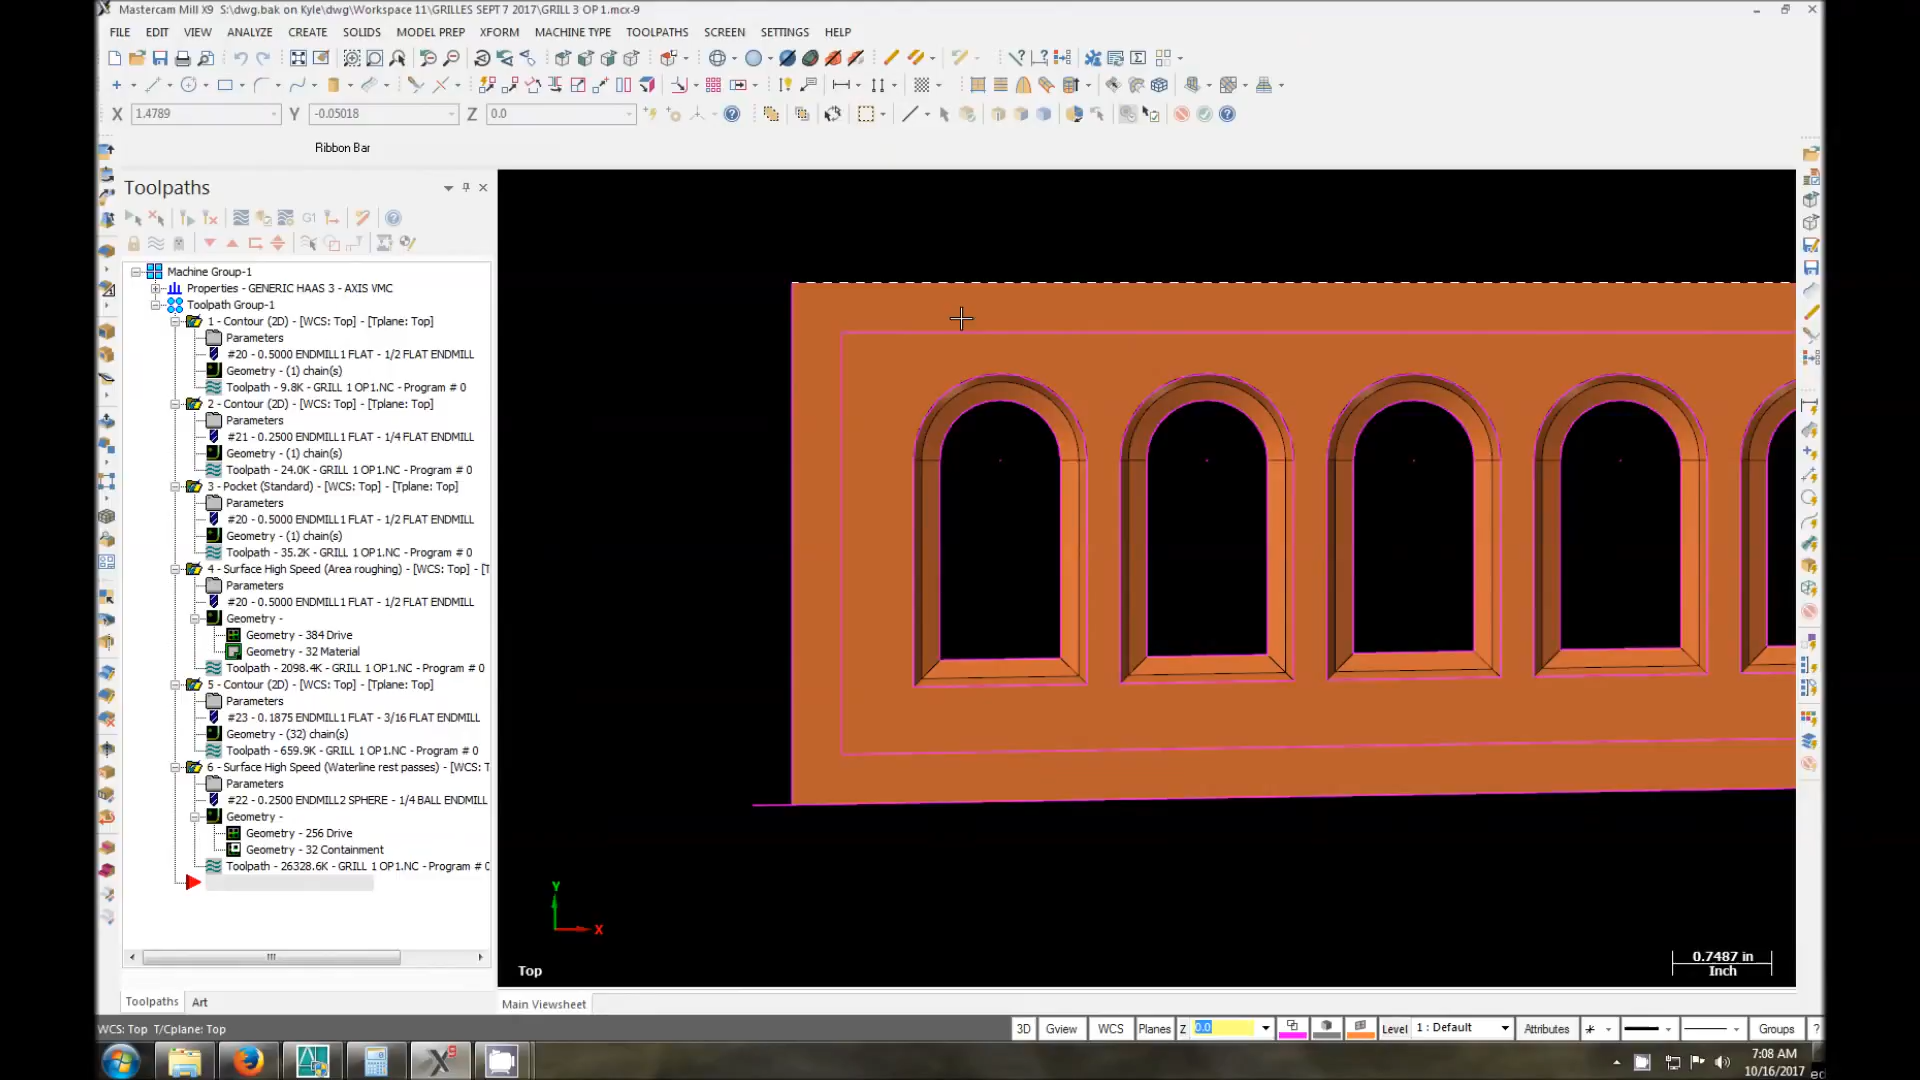 Mastercam Mill X9 S:\dwg.bak on Kyle\dwg\Workspace 11\GRILLES SEPT 7 2017\GRILL 3 OP 1.mcx-9
FILE EDIT VIEW ANALYZE CREATE SOLIDS MODEL PREP XFORM MACHINE TYPE TOOLPATHS SCREEN SETTINGS HELP
X 1.4789 Y -0.05018 Z 0.0
Ribbon Bar
Toolpaths
G1
Machine Group-1
Properties - GENERIC HAAS 3 - AXIS VMC
Toolpath Group-1
1 - Contour (2D) - [WCS: Top] - [Tplane: Top]
Parameters
#20 - 0.5000 ENDMILL1 FLAT - 1/2 FLAT ENDMILL
Geometry - (1) chain(s)
Toolpath - 9.8K - GRILL 1 OP1.NC - Program # 0
2 - Contour (2D) - [WCS: Top] - [Tplane: Top]
Parameters
#21 - 0.2500 ENDMILL1 FLAT - 1/4 FLAT ENDMILL
Geometry - (1) chain(s)
Toolpath - 24.0K - GRILL 1 OP1.NC - Program # 0
3 - Pocket (Standard) - [WCS: Top] - [Tplane: Top]
Parameters
#20 - 0.5000 ENDMILL1 FLAT - 1/2 FLAT ENDMILL
Geometry - (1) chain(s)
Toolpath - 35.2K - GRILL 1 OP1.NC - Program # 0
4 - Surface High Speed (Area roughing) - [WCS: Top] - [T
Parameters
#20 - 0.5000 ENDMILL1 FLAT - 1/2 FLAT ENDMILL
Geometry -
Geometry - 384 Drive
Geometry - 32 Material
Toolpath - 2098.4K - GRILL 1 OP1.NC - Program # 0
5 - Contour (2D) - [WCS: Top] - [Tplane: Top]
Parameters
#23 - 0.1875 ENDMILL1 FLAT - 3/16 FLAT ENDMILL
Geometry - (32) chain(s)
Toolpath - 659.9K - GRILL 1 OP1.NC - Program # 0
6 - Surface High Speed (Waterline rest passes) - [WCS: T
Parameters
#22 - 0.2500 ENDMILL2 SPHERE - 1/4 BALL ENDMILL
Geometry -
Geometry - 256 Drive
Geometry - 32 Containment
Toolpath - 26328.6K - GRILL 1 OP1.NC - Program # 0
Y
X
Top
0.7487 in
Inch
Toolpaths Art
Main Viewsheet
WCS: Top T/Cplane: Top
3D Gview WCS Planes Z 0.0 Level 1 : Default Attributes Groups ?
7:08 AM
10/16/2017